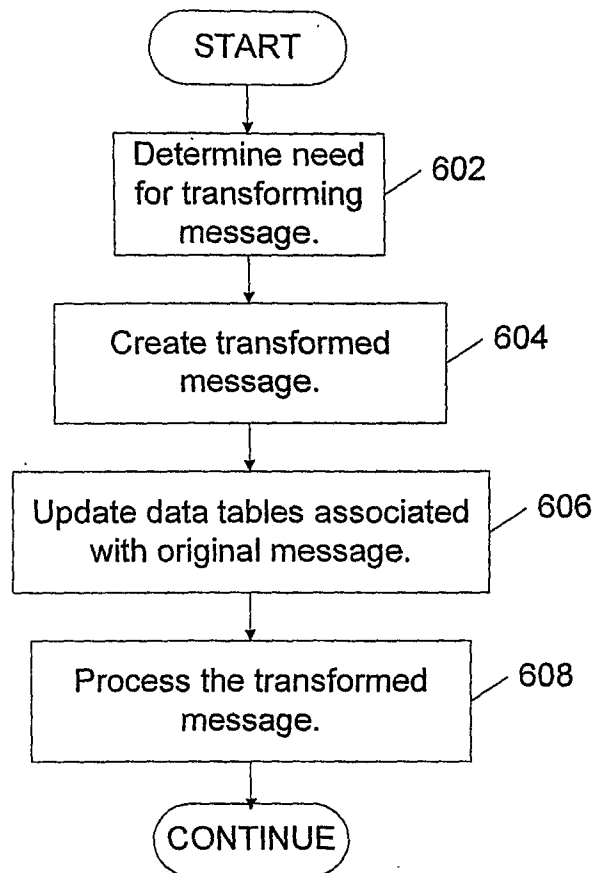 START
Determine need
for transforming
message.
602
Create transformed
message.
604
Update data tables associated
with original message.
606
Process the transformed
message.
608
CONTINUE